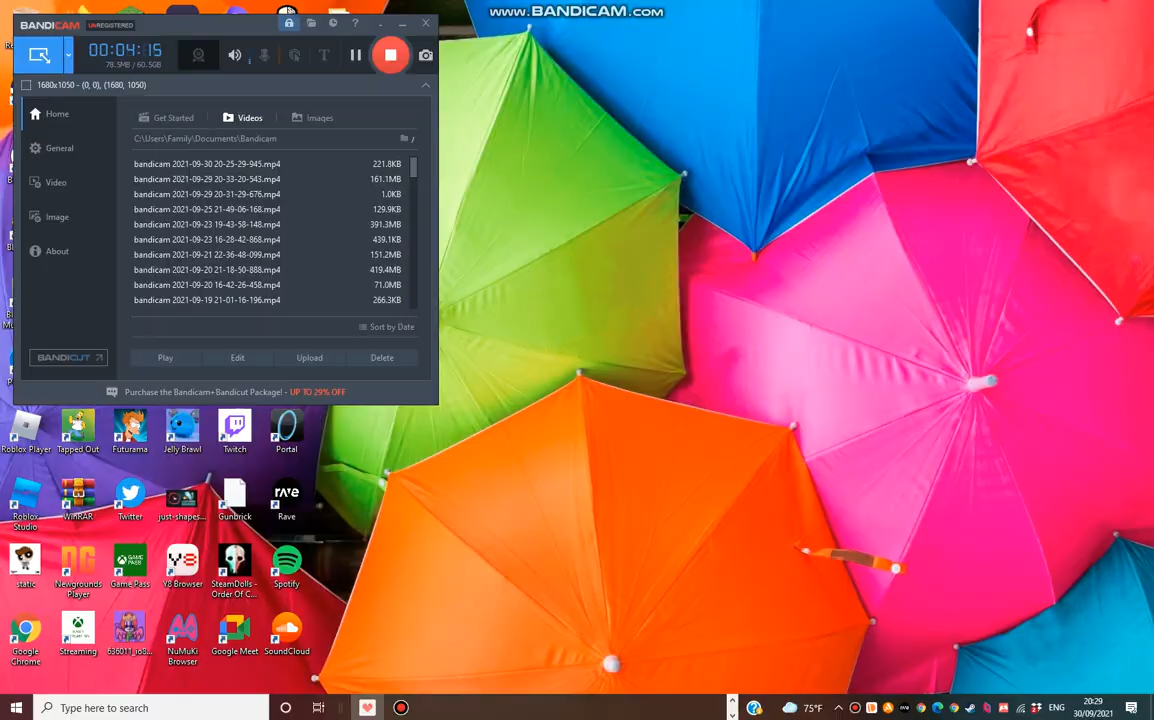 www.BANDICAM.com
BANDICAM UNREGISTERED
00:04:15
78.5MB / 60.5GB
1680x1050 - (0, 0), (1680, 1050)
Home
General
Video
Image
About
BANDICUT
Get Started Videos Images
C:\Users\Family\Documents\Bandicam
bandicam 2021-09-30 20-25-29-945.mp4 221.8KB
bandicam 2021-09-29 20-33-20-543.mp4 161.1MB
bandicam 2021-09-29 20-31-29-676.mp4 1.0KB
bandicam 2021-09-25 21-49-06-168.mp4 129.9KB
bandicam 2021-09-23 19-43-58-148.mp4 391.3MB
bandicam 2021-09-23 16-28-42-868.mp4 439.1KB
bandicam 2021-09-21 22-36-48-099.mp4 151.2MB
bandicam 2021-09-20 21-18-50-888.mp4 419.4MB
bandicam 2021-09-20 16-42-26-458.mp4 71.0MB
bandicam 2021-09-19 21-01-16-196.mp4 266.3KB
Sort by Date
Play Edit Upload Delete
Purchase the Bandicam+Bandicut Package! - UP TO 29% OFF
Roblox Player Tapped Out Futurama Jelly Brawl Twitch Portal
rave
Roblox Studio WinRAR Twitter just-shapes... Gunbrick Rave
GAME PASS
Y8
static Newgrounds Player Game Pass Y8 Browser SteamDolls - Order Of C... Spotify
Google Chrome Streaming 636011_io8... NuMuKi Browser Google Meet SoundCloud
Type here to search
75°F
ENG
20:29
30/09/2021